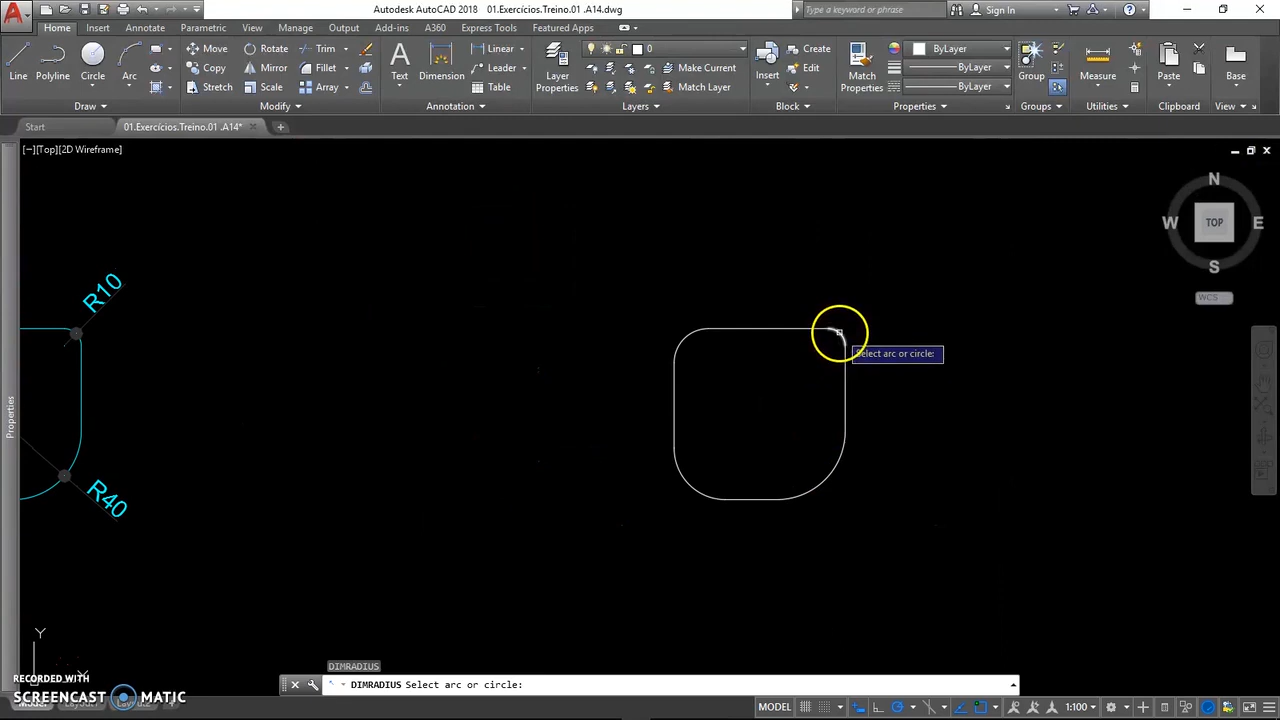 Autodesk AutoCAD 2018 01.Exercícios.Treino.01 .A14.dwg
Type a keyword or phrase
Sign In
Home Insert Annotate Parametric View Manage Output Add-ins A360 Express Tools Featured Apps
Line Polyline Circle Arc
Move Rotate Trim
Copy Mirror Fillet
Stretch Scale Array
Text Dimension
Linear
Leader
Table
Layer
Properties
0
Make Current
Match Layer
Insert
Create
Edit
Match
Properties
ByLayer
ByLayer
ByLayer
Group Measure Paste Base
Draw Modify Annotation Layers Block Properties Groups Utilities Clipboard View
Start 01.Exercícios.Treino.01 .A14*
[−][Top][2D Wireframe]
N
W TOP E
S
WCS
R10
Select arc or circle:
Properties
R40
Y
DIMRADIUS
DIMRADIUS Select arc or circle:
RECORDED WITH
SCREENCAST MATIC
MODEL 1:100